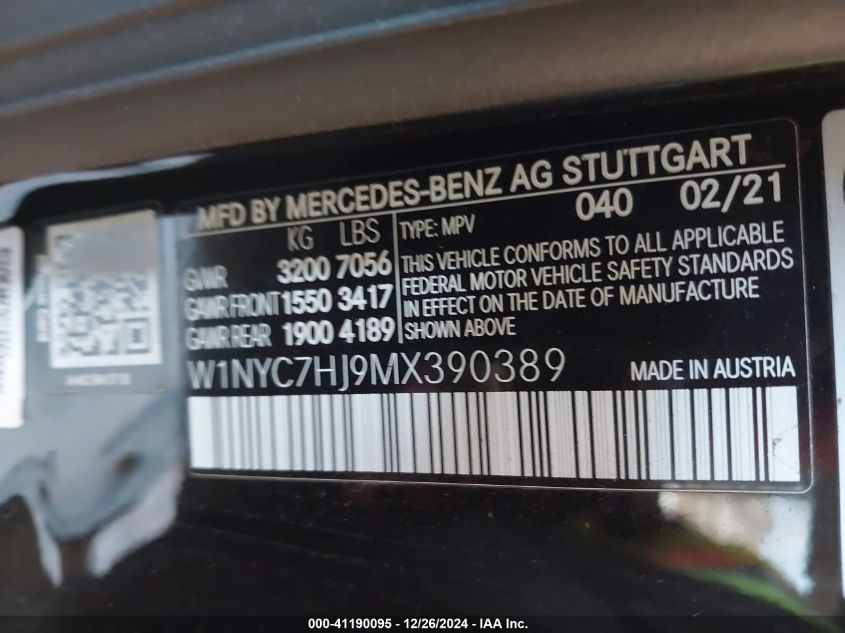 MFD BY MERCEDES-BENZ AG STUTTGART
040 02/21
KG LBS
GVWR 3200 7056
GAWR FRONT 1550 3417
GAWR REAR 1900 4189
TYPE: MPV
THIS VEHICLE CONFORMS TO ALL APPLICABLE
FEDERAL MOTOR VEHICLE SAFETY STANDARDS
IN EFFECT ON THE DATE OF MANUFACTURE
SHOWN ABOVE
W1NYC7HJ9MX390389
MADE IN AUSTRIA
000-41190095 - 12/26/2024 - IAA Inc.